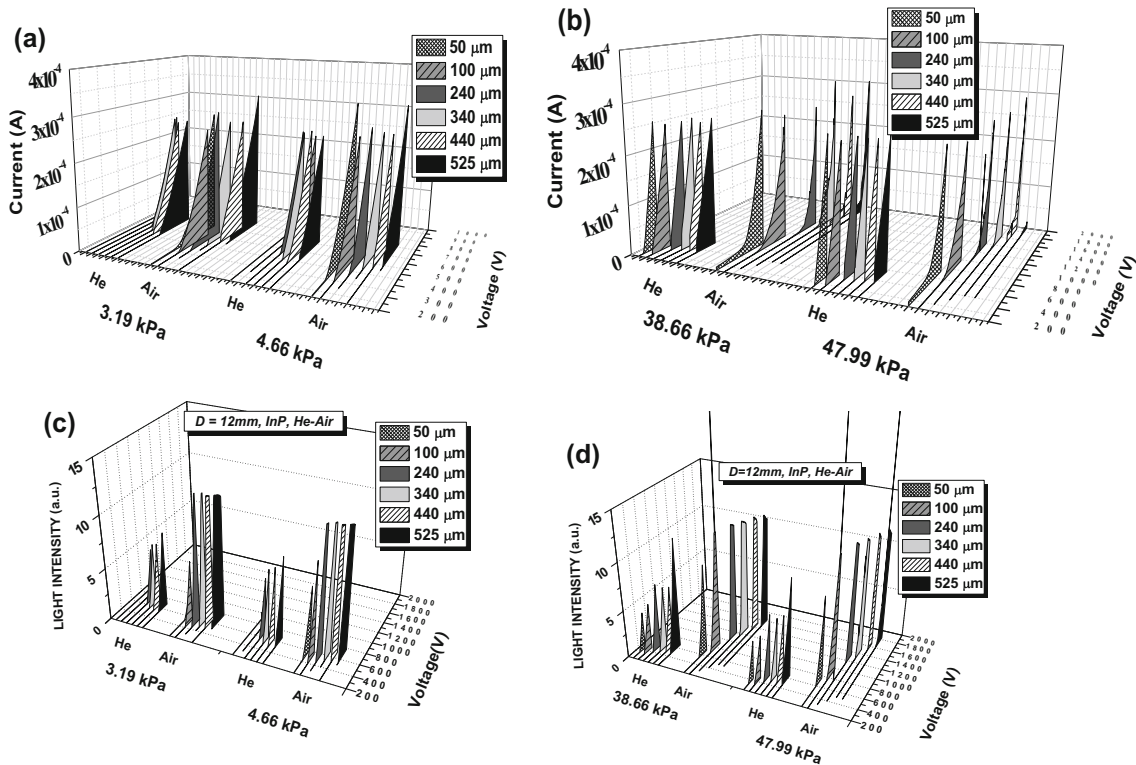 (a)
50 μm
100 μm
240 μm
340 μm
440 μm
525 μm
4x10⁻⁴
3x10⁻⁴
2x10⁻⁴
1x10⁻⁴
0
Current (A)
He
Air
He
Air
3.19 kPa
4.66 kPa
Voltage (V)
(b)
50 μm
100 μm
240 μm
340 μm
440 μm
525 μm
4x10⁻⁴
3x10⁻⁴
2x10⁻⁴
1x10⁻⁴
0
Current (A)
He
Air
He
Air
38.66 kPa
47.99 kPa
Voltage (V)
(c)
D = 12mm, InP, He-Air
50 μm
100 μm
240 μm
340 μm
440 μm
525 μm
15
10
5
0
LIGHT INTENSITY (a.u.)
He
Air
He
Air
3.19 kPa
4.66 kPa
2000
1800
1600
1400
1200
1000
800
600
400
200
Voltage(V)
(d)
D=12mm, InP, He-Air
50 μm
100 μm
240 μm
340 μm
440 μm
525 μm
15
10
5
0
LIGHT INTENSITY (a.u.)
He
Air
He
Air
38.66 kPa
47.99 kPa
2000
1800
1600
1400
1200
1000
800
600
400
200
Voltage (V)